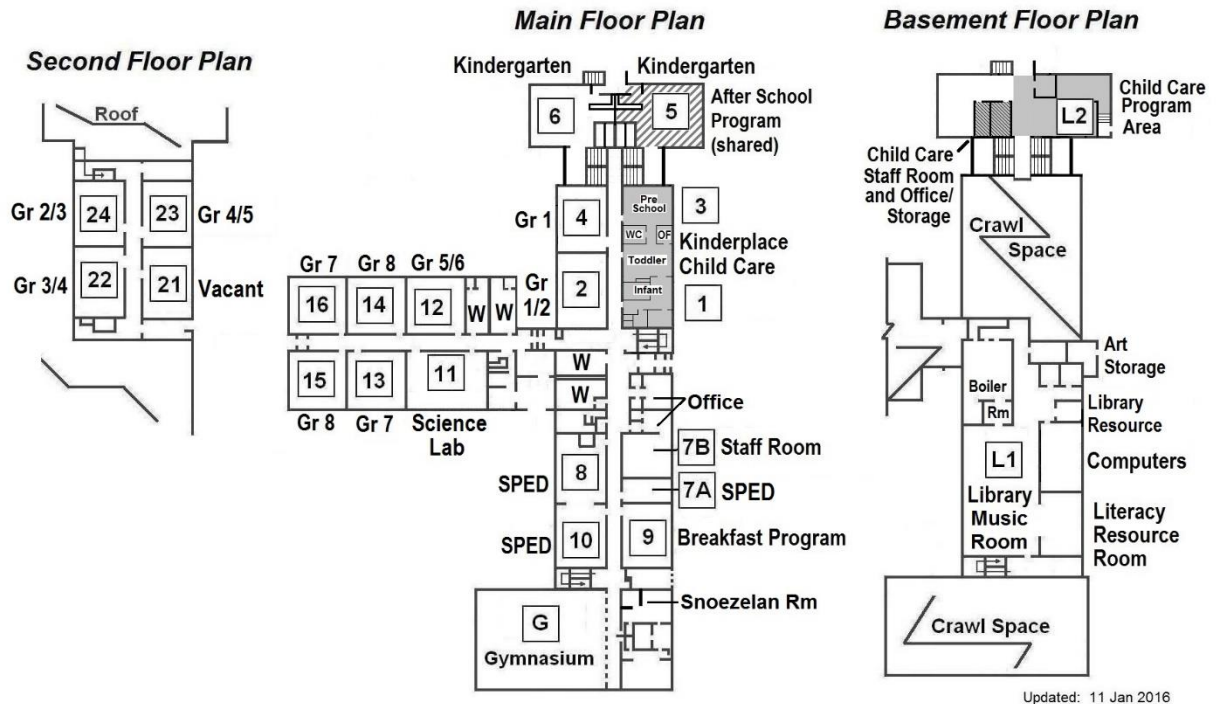 Second Floor Plan
Roof
Gr 2/3
24
23
Gr 4/5
Gr 3/4
22
21
Vacant
Main Floor Plan
Kindergarten
Kindergarten
6
5
After School
Program
(shared)
Gr 1
4
Pre
School
3
WC
OF
Kinderplace
Child Care
Toddler
Gr
1/2
2
Infant
1
Gr 7
Gr 8
Gr 5/6
16
14
12
W
W
15
13
11
W
W
Gr 8
Gr 7
Science
Lab
Office
7B
Staff Room
8
SPED
7A
SPED
SPED
10
9
Breakfast Program
Snoezelan Rm
G
Gymnasium
Basement Floor Plan
L2
Child Care
Program
Area
Child Care
Staff Room
and Office/
Storage
Crawl
Space
Art
Storage
Boiler
Rm
Library
Resource
L1
Computers
Library
Music
Room
Literacy
Resource
Room
Crawl Space
Updated: 11 Jan 2016